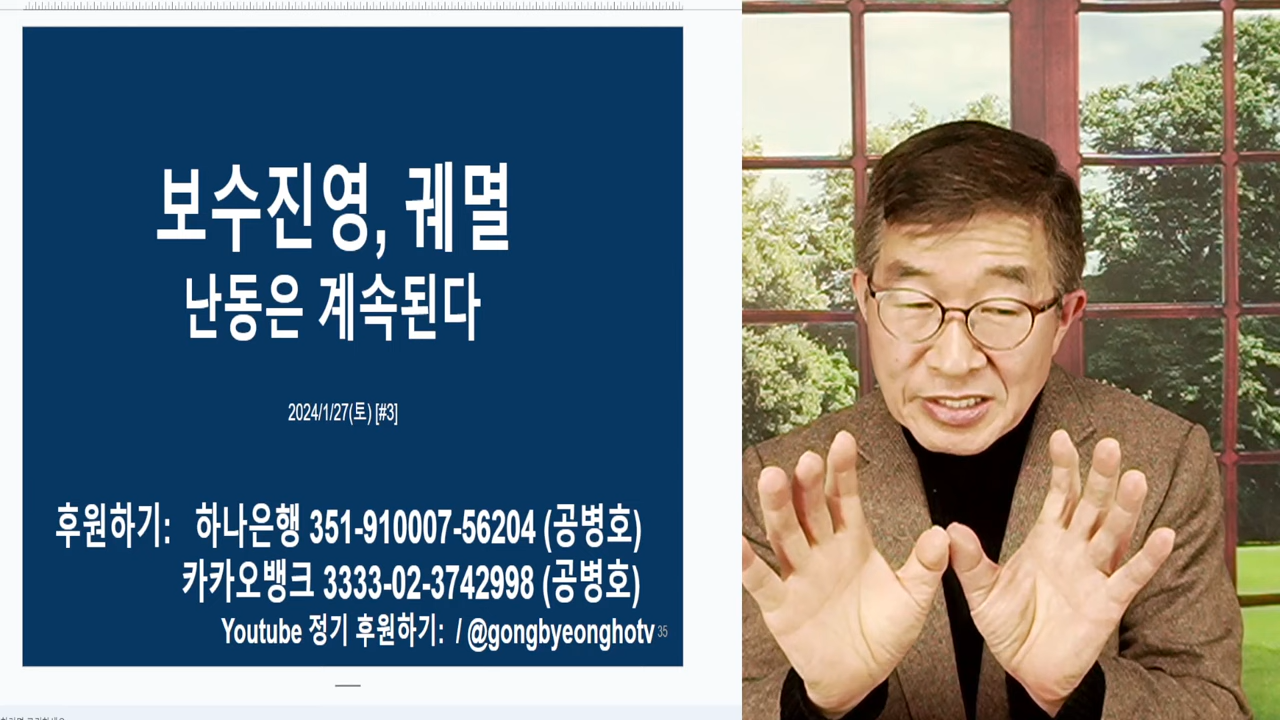 보수진영, 궤멸
난동은 계속된다
2024/1/27(토) [#3]
후원하기: 하나은행 351-910007-56204 (공병호)
카카오뱅크 3333-02-3742998 (공병호)
Youtube 정기 후원하기: / @gongbyeonghotv
35